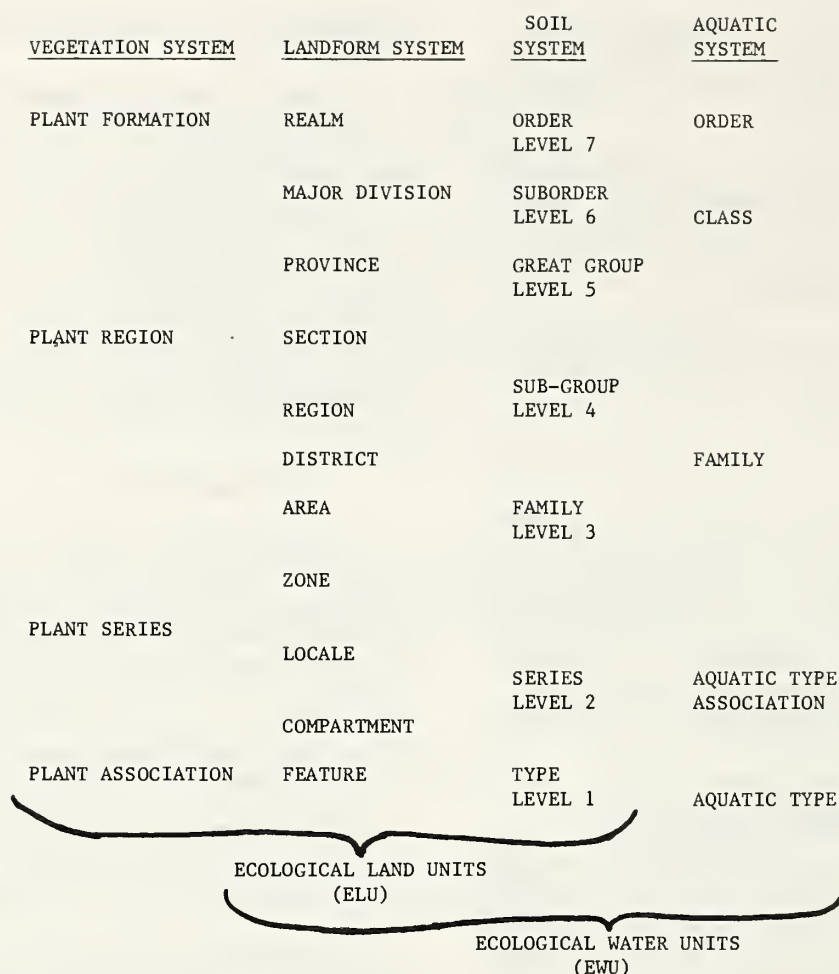 SOIL AQUATIC
VEGETATION SYSTEM LANDFORM SYSTEM SYSTEM SYSTEM
PLANT FORMATION REALM ORDER ORDER
LEVEL 7
MAJOR DIVISION SUBORDER
LEVEL 6 CLASS
PROVINCE GREAT GROUP
LEVEL 5
PLANT REGION SECTION
SUB-GROUP
REGION LEVEL 4
DISTRICT FAMILY
AREA FAMILY
LEVEL 3
ZONE
PLANT SERIES
LOCALE
SERIES AQUATIC TYPE
LEVEL 2 ASSOCIATION
COMPARTMENT
PLANT ASSOCIATION FEATURE TYPE
LEVEL 1 AQUATIC TYPE
ECOLOGICAL LAND UNITS
(ELU)
ECOLOGICAL WATER UNITS
(EWU)